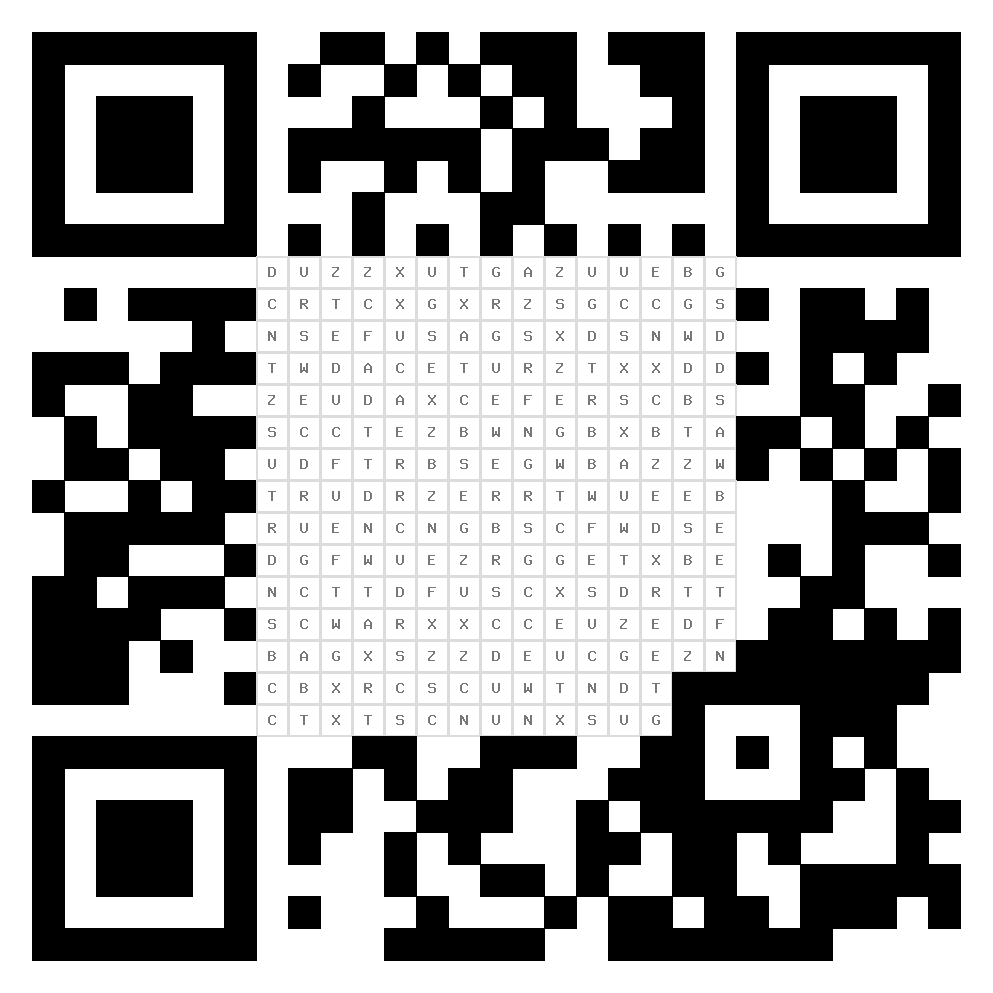 D U Z Z X U T G A Z U U E B G
C R T C X G X R Z S G C C G S
N S E F U S A G S X D S N W D
T W D A C E T U R Z T X X D D
Z E U D A X C E F E R S C B S
S C C T E Z B W N G B X B T A
U D F T R B S E G W B A Z Z W
T R U D R Z E R R T W U E E B
R U E N C N G B S C F W D S E
D G F W U E Z R G G E T X B E
N C T T D F U S C X S D R T T
S C W A R X X C C E U Z E D F
B A G X S Z Z D E U C G E Z N
C B X R C S C U W T N D T
C T X T S C N U N X S U G